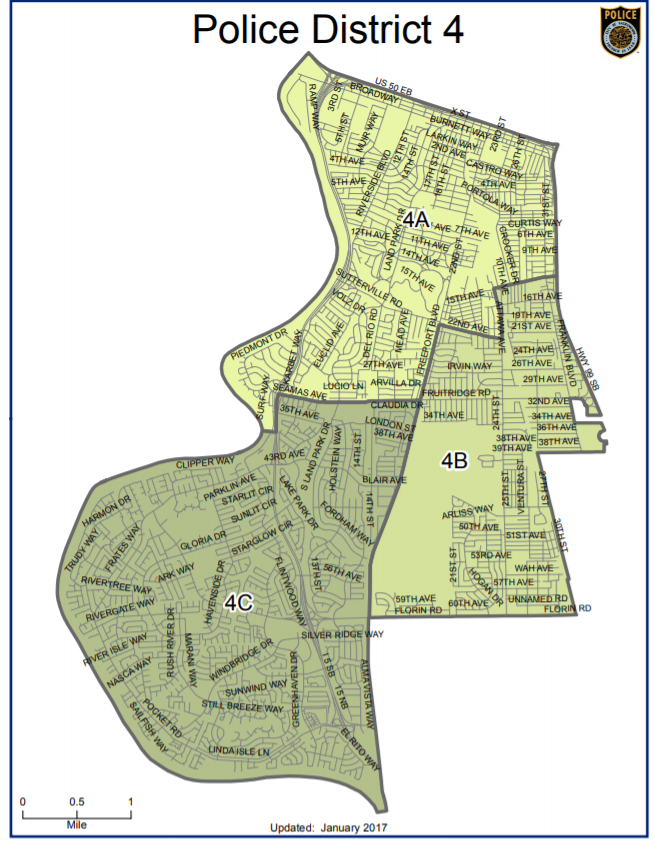 Police District 4
POLICE
US 50 EB
BROADWAY
X ST
RAMP WAY
3RD ST
5TH ST
MUIR WAY
BURNETT WAY
23RD ST
LARKIN WAY
2ND AVE
12TH ST
14TH ST
26TH ST
4TH AVE
17TH ST
18TH ST
CASTRO WAY
4TH AVE
5TH AVE
RIVERSIDE BLVD
PORTOLA WAY
31ST ST
4A
LAND PARK DR
AVE
7TH AVE
CURTIS WAY
6TH AVE
12TH AVE
11TH AVE
22ND ST
CROCKER DR
9TH AVE
14TH AVE
15TH AVE
10TH AVE
SUTTERVILLE RD
VOLZ DR
15TH AVE
16TH AVE
ATTAWA AVE
19TH AVE
21ST AVE
22ND AVE
FRANKLIN BLVD
HWY 99 SB
PIEDMONT DR
KARBET WAY
EUCLID AVE
DEL RIO RD
MEAD AVE
FREEPORT BLVD
24TH AVE
26TH AVE
27TH AVE
IRVIN WAY
29TH AVE
SURF WAY
SEAMAS AVE
LUCIO LN
ARVILLA DR
FRUITRIDGE RD
24TH ST
32ND AVE
35TH AVE
CLAUDIA DR
34TH AVE
34TH AVE
LONDON ST
36TH AVE
38TH AVE
38TH AVE
38TH AVE
39TH AVE
S LAND PARK DR
HOLSTEIN WAY
14TH ST
43RD AVE
4B
CLIPPER WAY
25TH ST
VENTURA ST
27TH ST
PARKLIN AVE
STARLIT CIR
LAKE PARK DR
BLAIR AVE
HARMON DR
SUNLIT CIR
FORDHAM WAY
14TH ST
ARLISS WAY
30TH ST
TRUDY WAY
FRATES WAY
GLORIA DR
STARGLOW CIR
50TH AVE
51ST AVE
53RD AVE
ARK WAY
FLINTWOOD WAY
13TH ST
56TH AVE
21ST ST
HOGAN DR
WAH AVE
RIVERTREE WAY
57TH AVE
HAVENSIDE DR
4C
59TH AVE
60TH AVE
UNNAMED RD
RIVERGATE WAY
FLORIN RD
FLORIN RD
RUSH RIVER DR
SILVER RIDGE WAY
RIVER ISLE WAY
MARANI WAY
WINDBRIDGE DR
NASCA WAY
I 5 SB
I 5 NB
ALMA VISTA WAY
SUNWIND WAY
GREENHAVEN DR
STILL BREEZE WAY
POCKET RD
SAILFISH WAY
EL RITO WAY
LINDA ISLE LN
0 0.5 1
Mile
Updated: January 2017